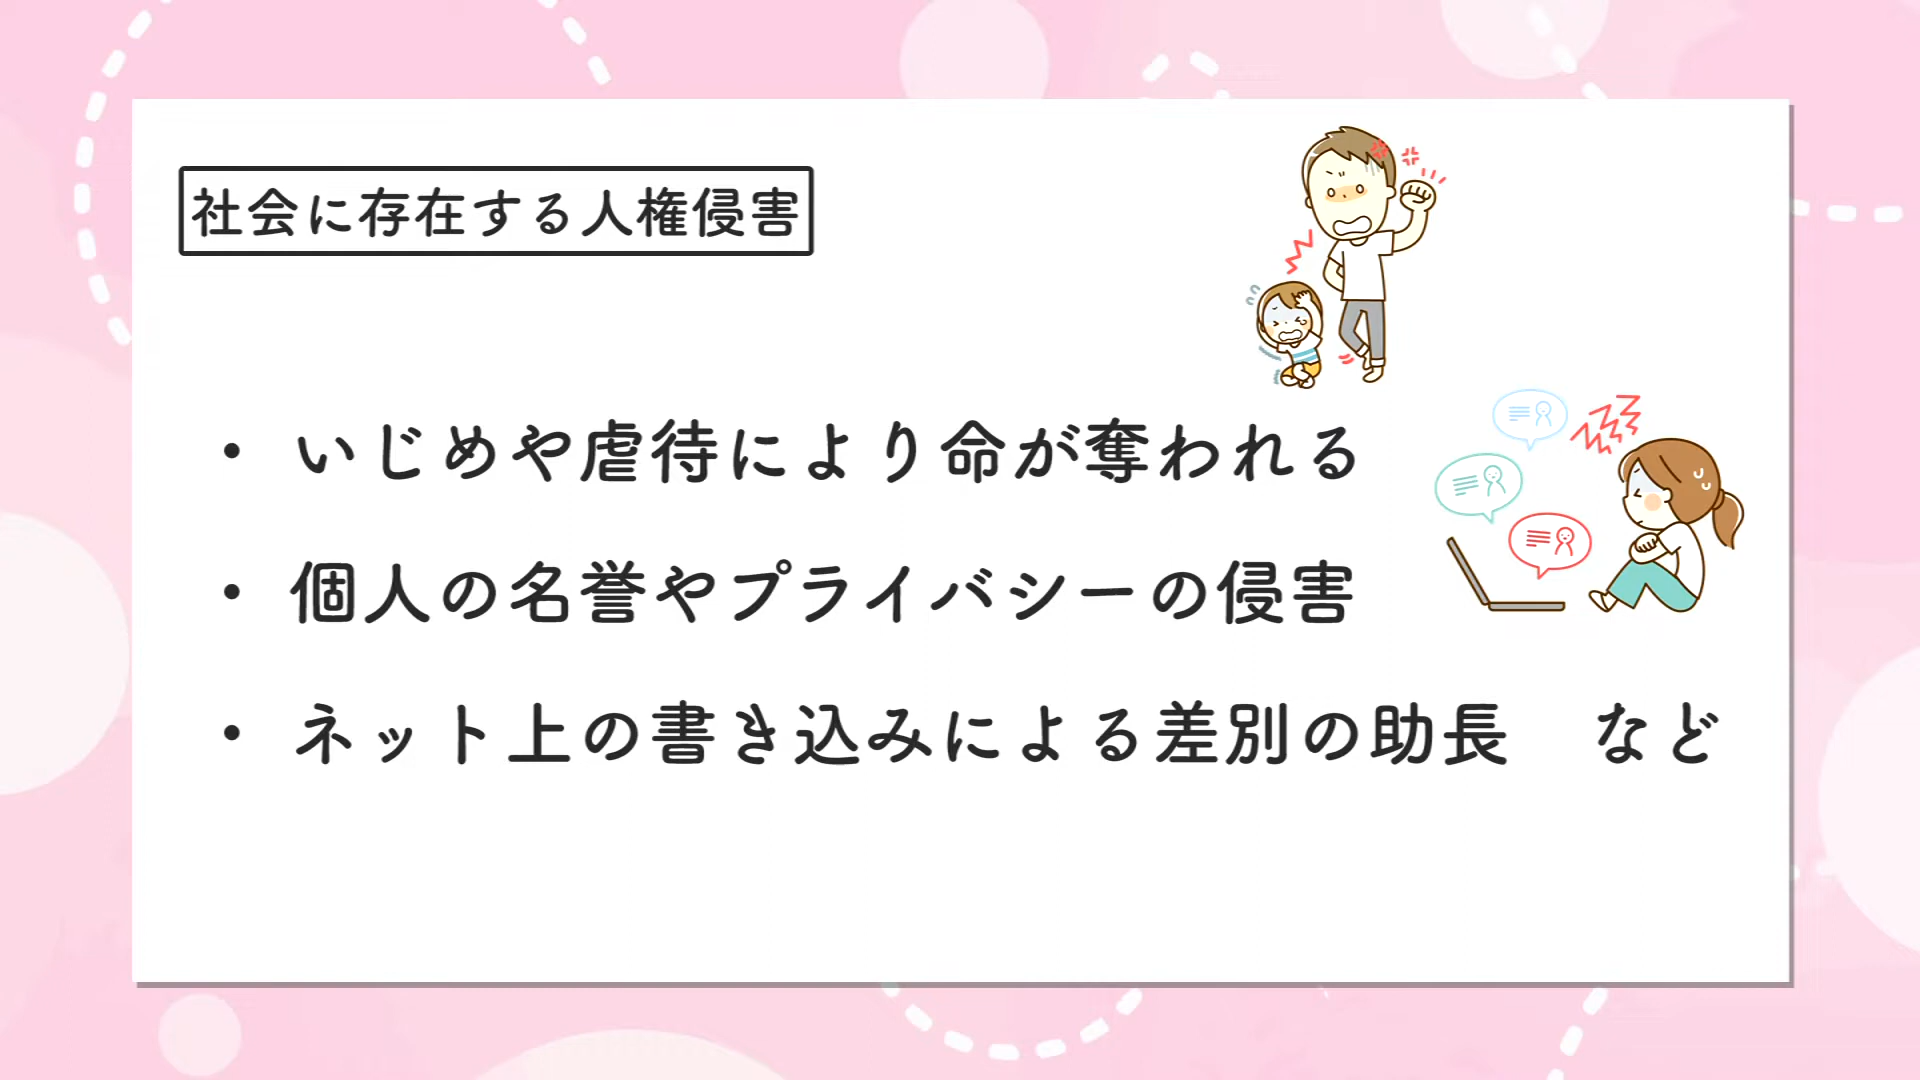 社会に存在する人権侵害
・ いじめや虐待により命が奪われる
・ 個人の名誉やプライバシーの侵害
・ ネット上の書き込みによる差別の助長　など